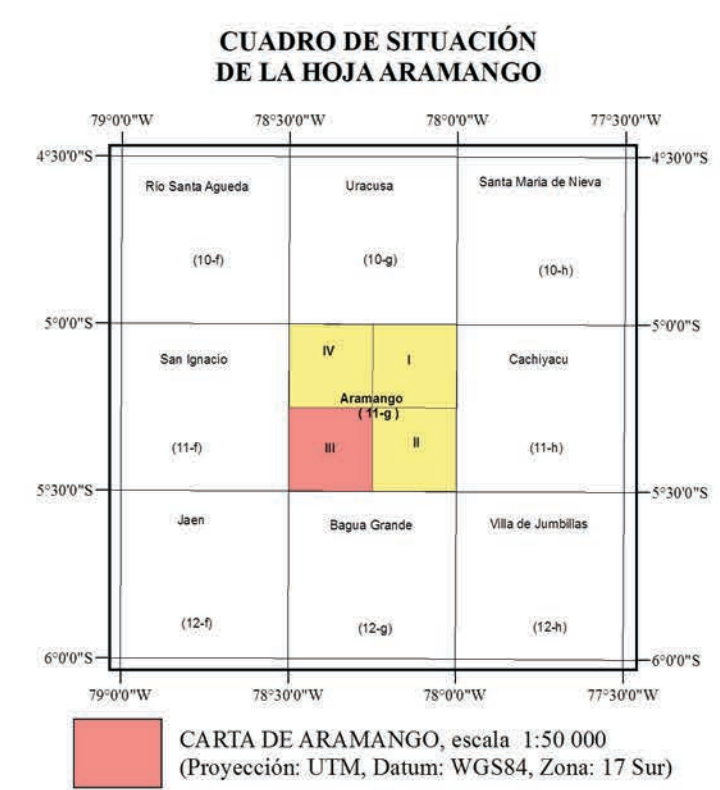 CUADRO DE SITUACIÓN
DE LA HOJA ARAMANGO
79°0'0"W 78°30'0"W 78°0'0"W 77°30'0"W
4°30'0"S 4°30'0"S
Río Santa Agueda Uracusa Santa Maria de Nieva
(10-f) (10-g) (10-h)
5°0'0"S 5°0'0"S
IV I
San Ignacio Cachiyacu
Aramango
( 11-g )
III II
(11-f) (11-h)
5°30'0"S 5°30'0"S
Jaen Bagua Grande Villa de Jumbillas
(12-f) (12-g) (12-h)
6°0'0"S 6°0'0"S
79°0'0"W 78°30'0"W 78°0'0"W 77°30'0"W
CARTA DE ARAMANGO, escala 1:50 000
(Proyección: UTM, Datum: WGS84, Zona: 17 Sur)